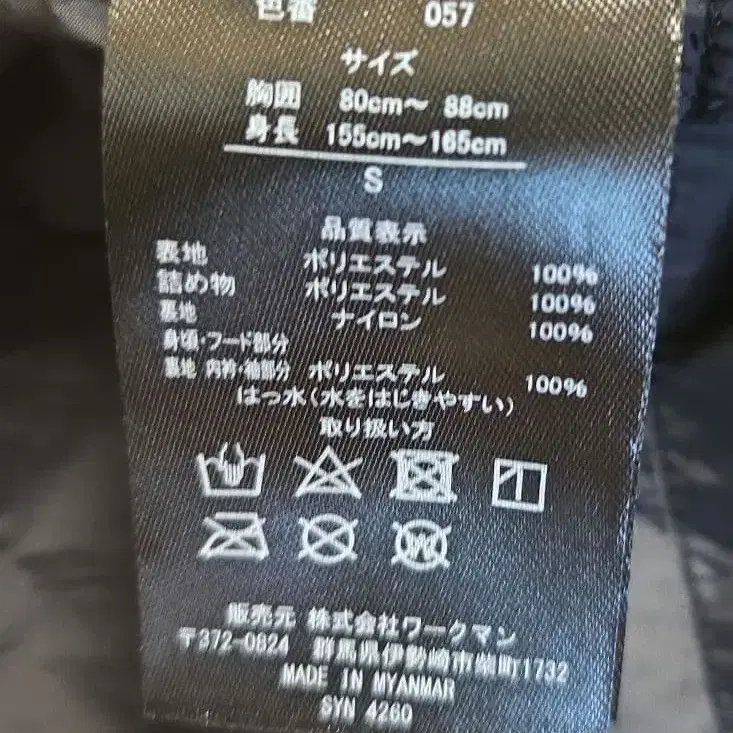 色番 057
サイズ
胸囲 80cm〜 88cm
身長 155cm〜165cm
S
品質表示
表地 ポリエステル 100%
詰め物 ポリエステル 100%
裏地 ナイロン 100%
身頃・フード部分
裏地 内衿・袖部分 ポリエステル 100%
はっ水(水をはじきやすい)
取り扱い方
販売元 株式会社ワークマン
〒372-0824 群馬県伊勢崎市柴町1732
MADE IN MYANMAR
SYN 4260